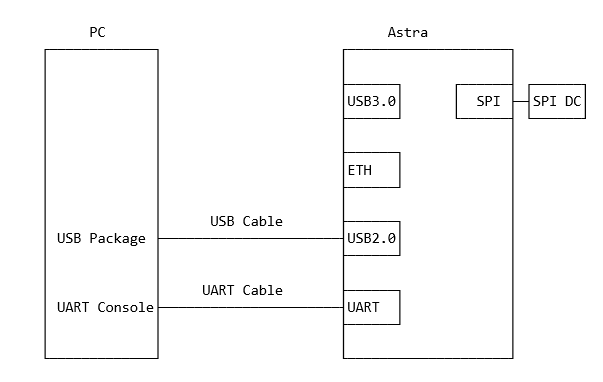 PC
Astra
USB3.0
SPI
SPI DC
ETH
USB Cable
USB Package
USB2.0
UART Cable
UART Console
UART